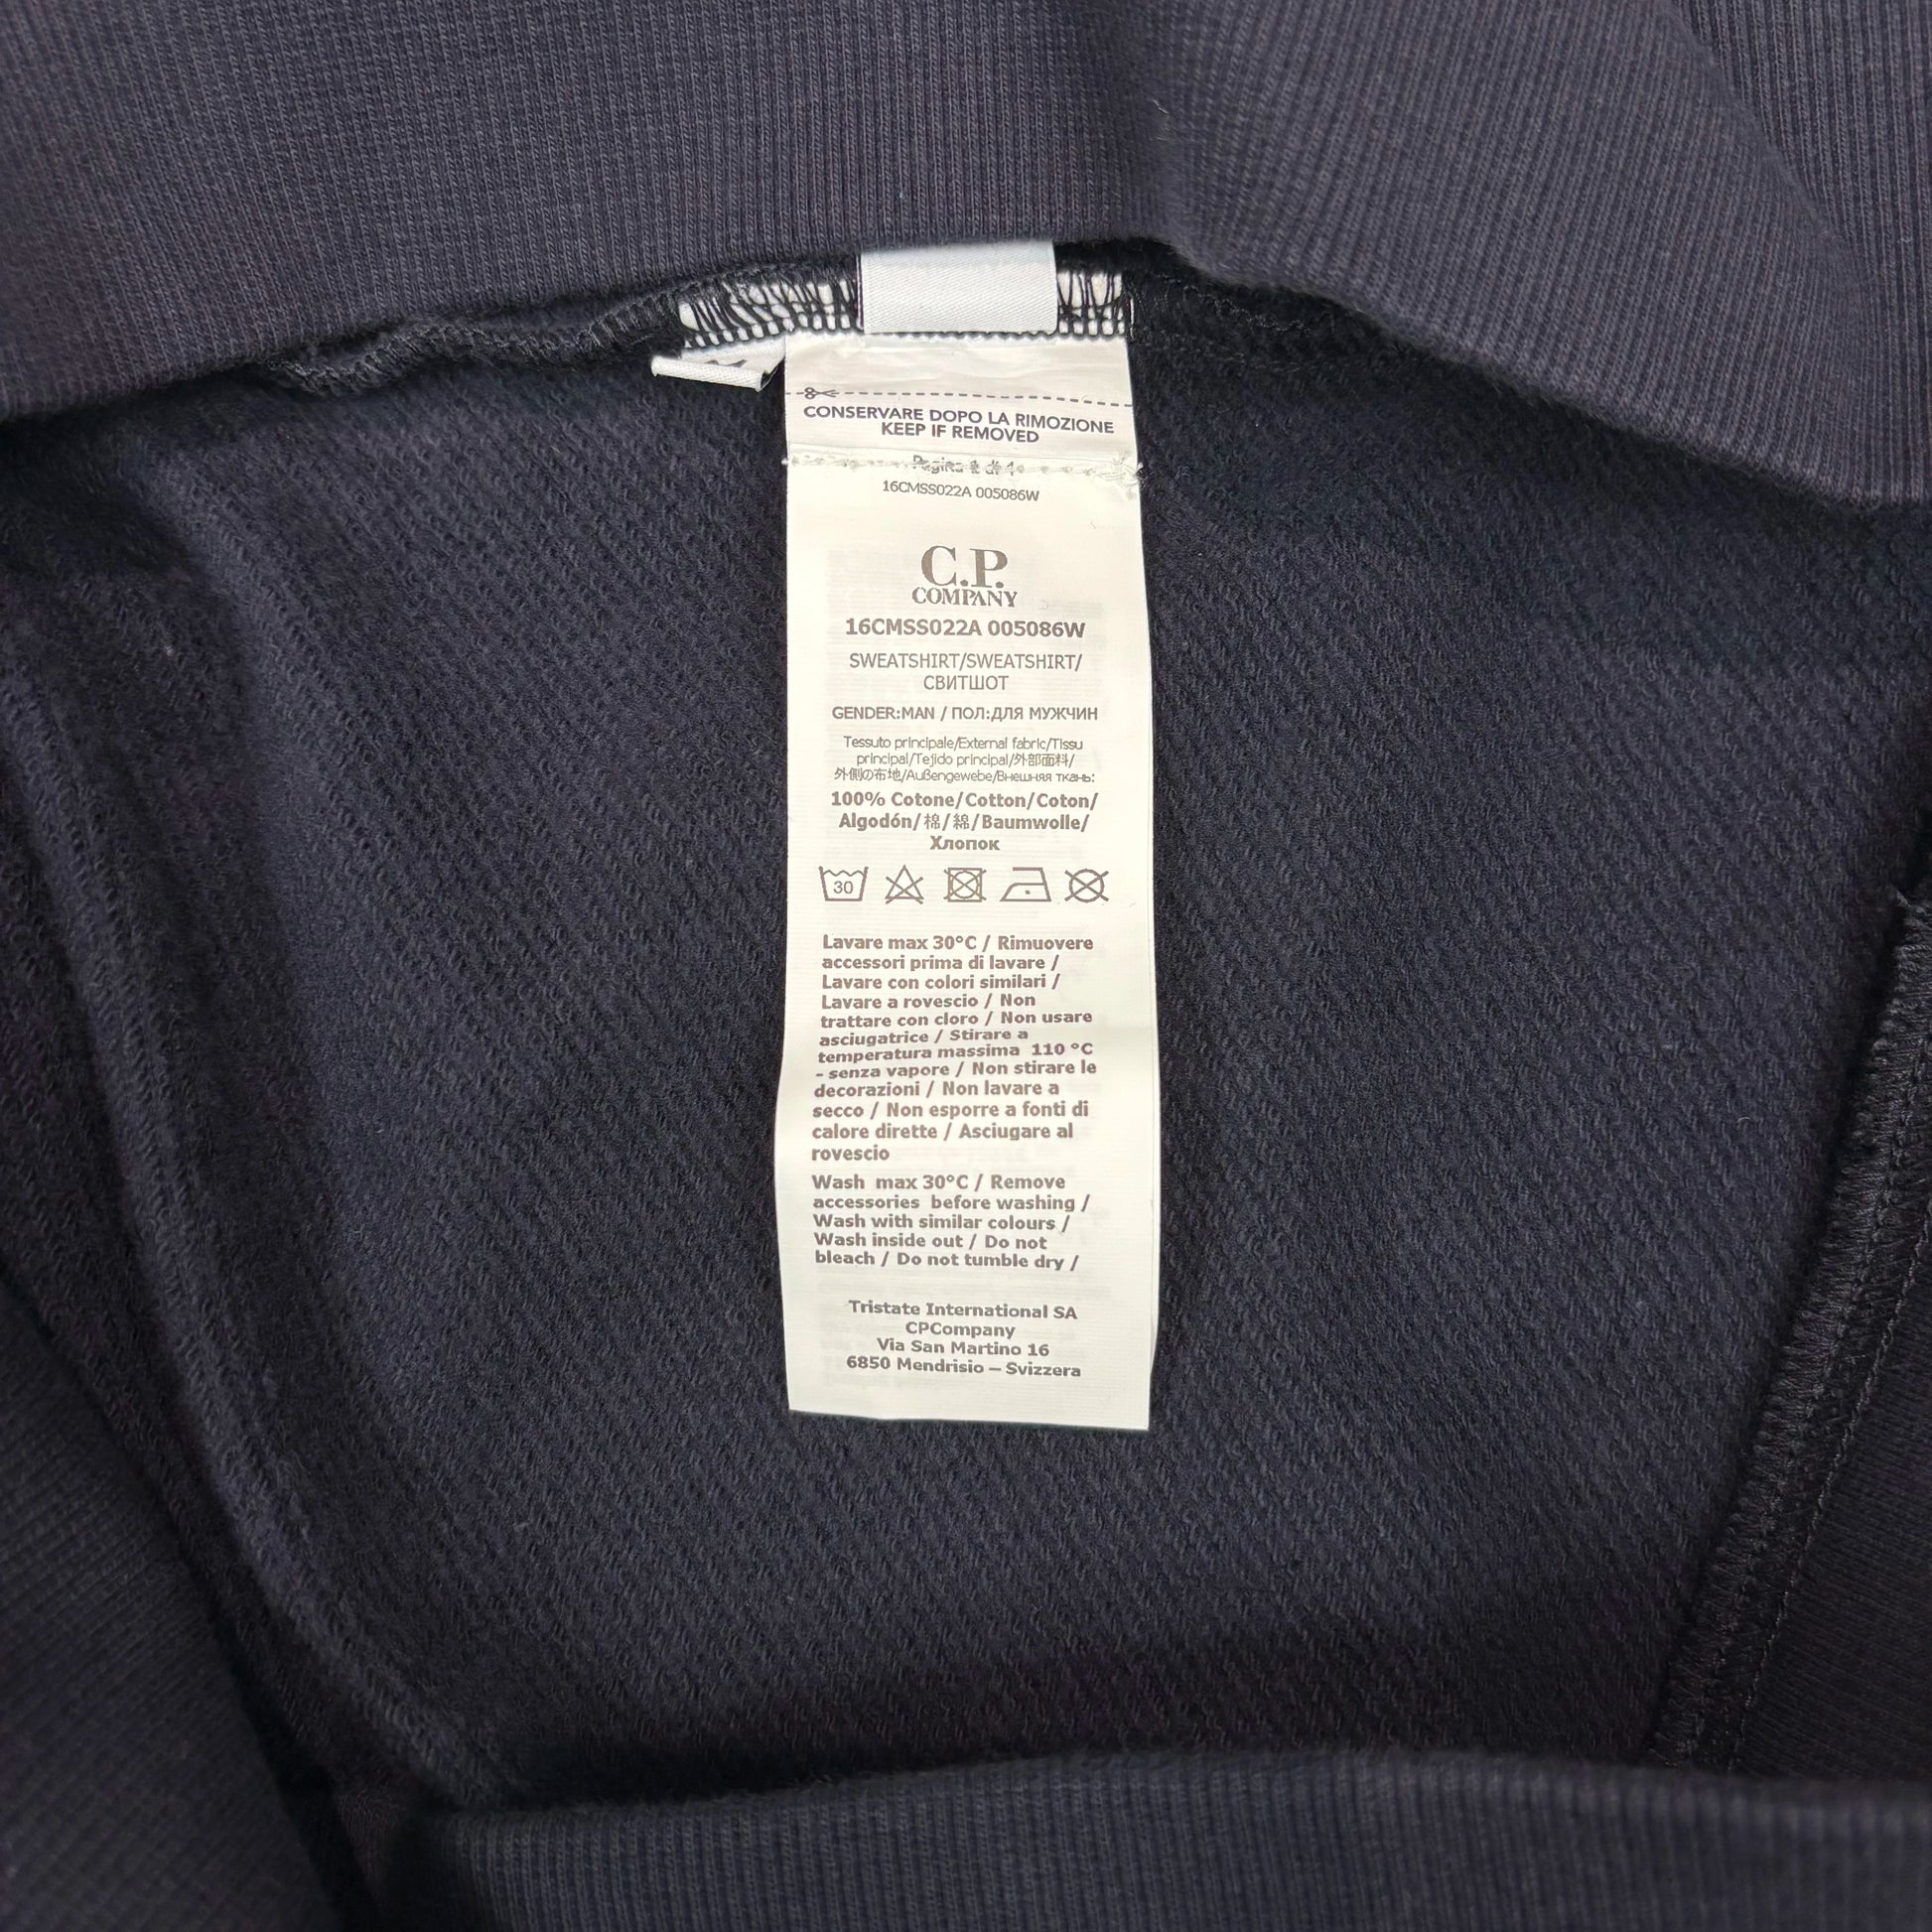 CONSERVARE DOPO LA RIMOZIONE
KEEP IF REMOVED
Pagina 1 di
16CMSS022A 005086W
C.P.
COMPANY
16CMSS022A 005086W
SWEATSHIRT/SWEATSHIRT/
СВИТШОТ
GENDER:MAN / ПОЛ:ДЛЯ МУЖЧИН
Tessuto principale/External fabric/Tissu
principal/Tejido principal/外部面料/
外側の布地/Außengewebe/Внешняя ткань:
100% Cotone/Cotton/Coton/
Algodón/棉/綿/Baumwolle/
Хлопок
30
Lavare max 30°C / Rimuovere
accessori prima di lavare /
Lavare con colori similari /
Lavare a rovescio / Non
trattare con cloro / Non usare
asciugatrice / Stirare a
temperatura massima 110 °C
- senza vapore / Non stirare le
decorazioni / Non lavare a
secco / Non esporre a fonti di
calore dirette / Asciugare al
rovescio
Wash max 30°C / Remove
accessories before washing /
Wash with similar colours /
Wash inside out / Do not
bleach / Do not tumble dry /
Tristate International SA
CPCompany
Via San Martino 16
6850 Mendrisio – Svizzera